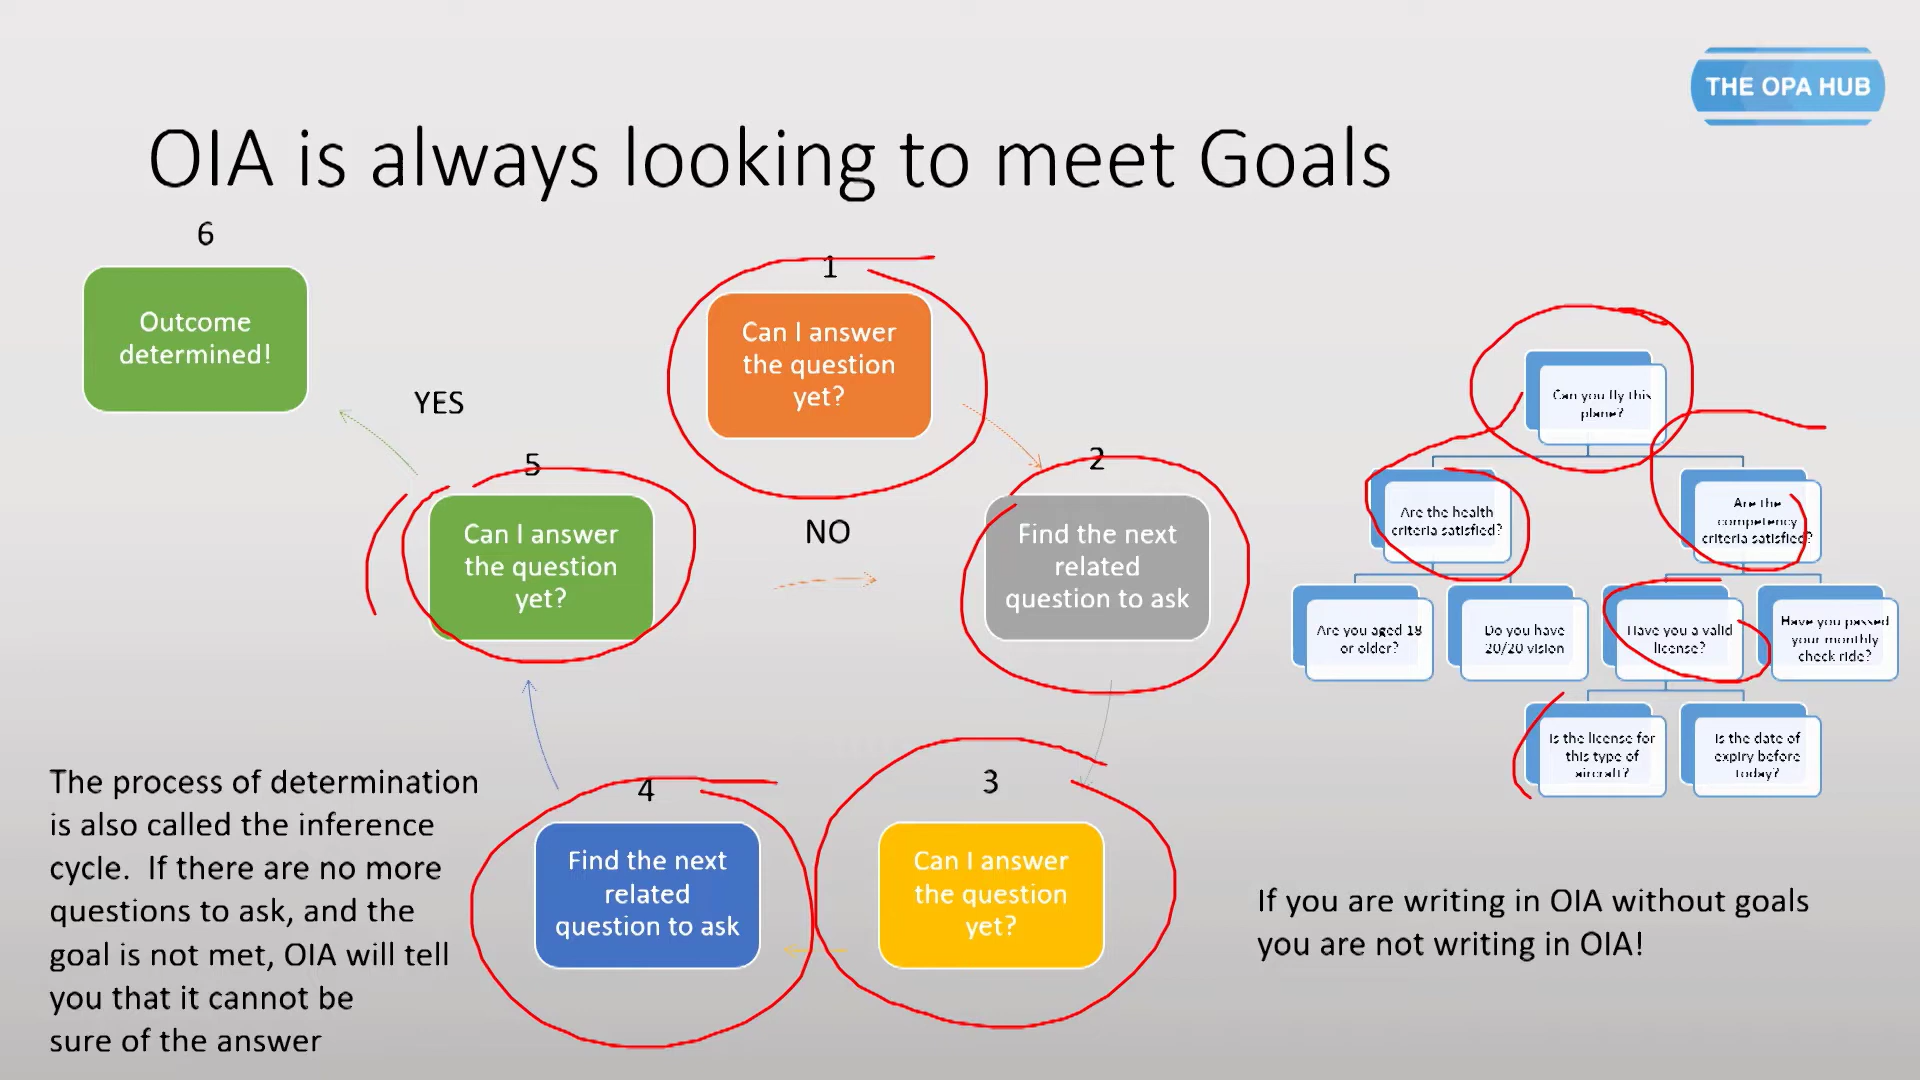 THE OPA HUB
OIA is always looking to meet Goals
6
Outcome
determined!
YES
1
Can I answer
the question
yet?
5
Can I answer
the question
yet?
NO
2
Find the next
related
question to ask
4
Find the next
related
question to ask
3
Can I answer
the question
yet?
The process of determination
is also called the inference
cycle. If there are no more
questions to ask, and the
goal is not met, OIA will tell
you that it cannot be
sure of the answer
Can you fly this
plane?
Are the health
criteria satisfied?
Are the
competency
criteria satisfied?
Are you aged 18
or older?
Do you have
20/20 vision
Have you a valid
license?
Have you passed
your monthly
check ride?
Is the license for
this type of
aircraft?
Is the date of
expiry before
today?
If you are writing in OIA without goals
you are not writing in OIA!